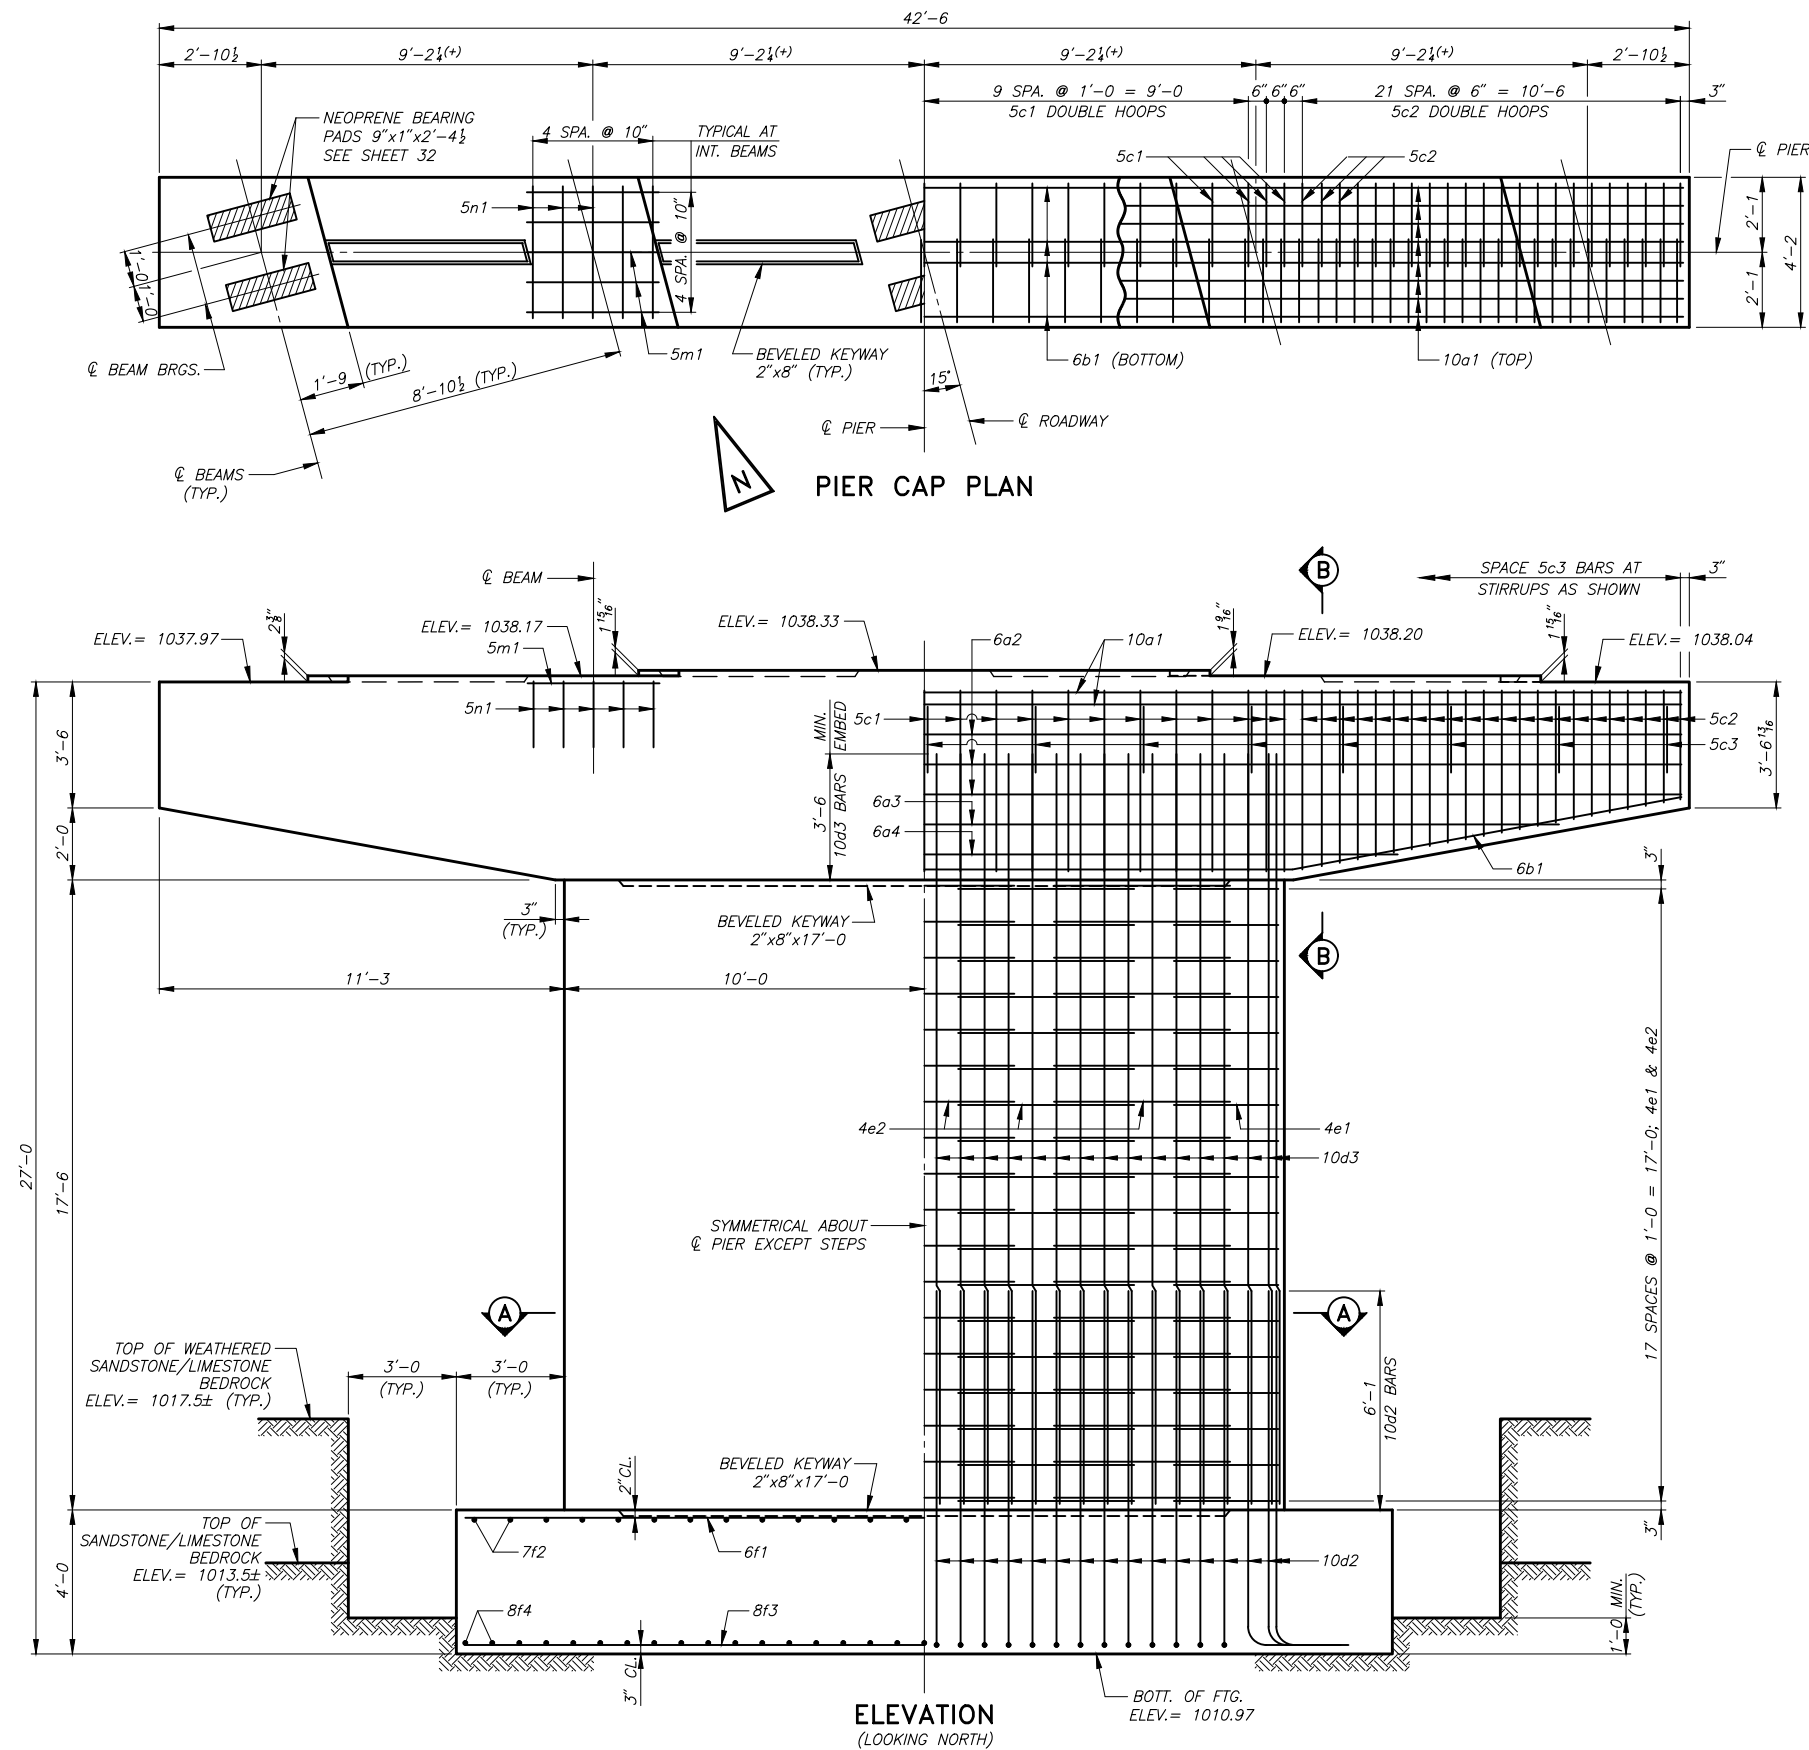 42'-6
2'-10½
9'-2¼(+)
9'-2¼(+)
9'-2¼(+)
9'-2¼(+)
2'-10½
9 SPA. @ 1'-0 = 9'-0
5c1 DOUBLE HOOPS
6" 6" 6"
21 SPA. @ 6" = 10'-6
5c2 DOUBLE HOOPS
3"
NEOPRENE BEARING
PADS 9"x1"x2'-4½
SEE SHEET 32
4 SPA. @ 10"
TYPICAL AT
INT. BEAMS
5c1
5c2
℄ PIER
5n1
4 SPA. @ 10"
2'-1
2'-1
4'-2
1'-0
1'-0
℄ BEAM BRGS.
1'-9
(TYP.)
8'-10½ (TYP.)
5m1
BEVELED KEYWAY
2"x8" (TYP.)
6b1 (BOTTOM)
10a1 (TOP)
15°
℄ PIER
℄ ROADWAY
℄ BEAMS
(TYP.)
N
PIER CAP PLAN
℄ BEAM
B
SPACE 5c3 BARS AT
STIRRUPS AS SHOWN
3"
ELEV.= 1037.97
2⅜"
ELEV.= 1038.17
5m1
1 15/16"
ELEV.= 1038.33
6a2
10a1
1 9/16"
ELEV.= 1038.20
1 15/16"
ELEV.= 1038.04
5n1
MIN.
EMBED
5c1
5c2
5c3
3'-6
3'-6
10d3 BARS
6a3
6a4
3'-6 13/16"
2'-0
6b1
3"
3"
(TYP.)
BEVELED KEYWAY
2"x8"x17'-0
B
11'-3
10'-0
4e2
4e1
10d3
27'-0
17'-6
17 SPACES @ 1'-0 = 17'-0; 4e1 & 4e2
SYMMETRICAL ABOUT
℄ PIER EXCEPT STEPS
A
A
TOP OF WEATHERED
SANDSTONE/LIMESTONE
BEDROCK
ELEV.= 1017.5± (TYP.)
3'-0
(TYP.)
3'-0
(TYP.)
6'-1
10d2 BARS
BEVELED KEYWAY
2"x8"x17'-0
2"CL.
3"
TOP OF
SANDSTONE/LIMESTONE
BEDROCK
ELEV.= 1013.5±
(TYP.)
7f2
6f1
10d2
4'-0
8f4
8f3
1'-0 MIN.
(TYP.)
3" CL.
BOTT. OF FTG.
ELEV.= 1010.97
ELEVATION
(LOOKING NORTH)